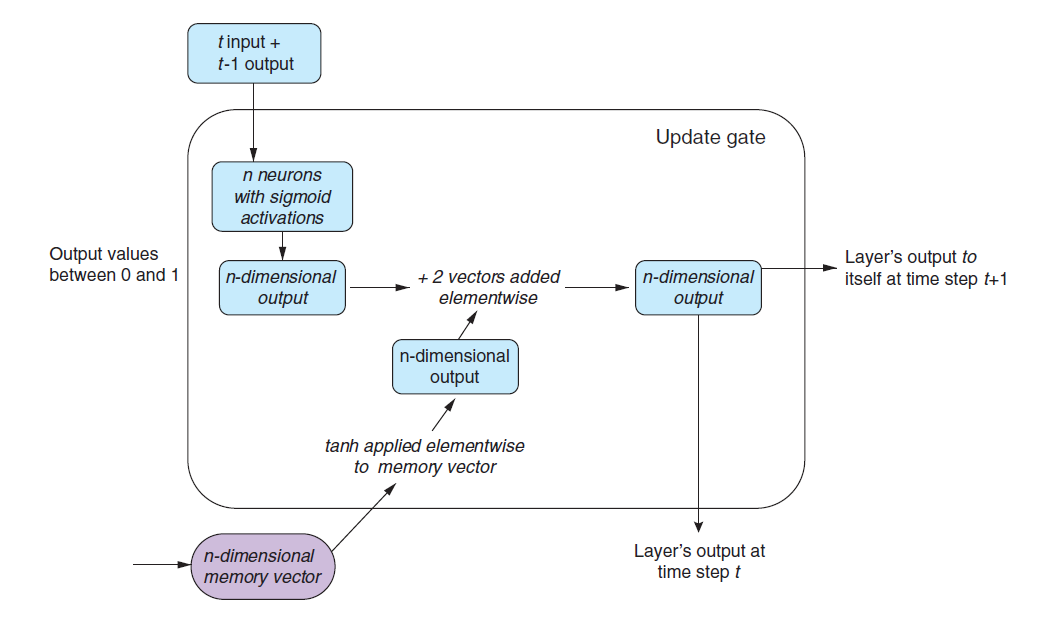 t input +
t-1 output
Update gate
n neurons
with sigmoid
activations
Output values
between 0 and 1
n-dimensional
output
+ 2 vectors added
elementwise
n-dimensional
output
Layer's output to
itself at time step t+1
n-dimensional
output
tanh applied elementwise
to memory vector
n-dimensional
memory vector
Layer's output at
time step t